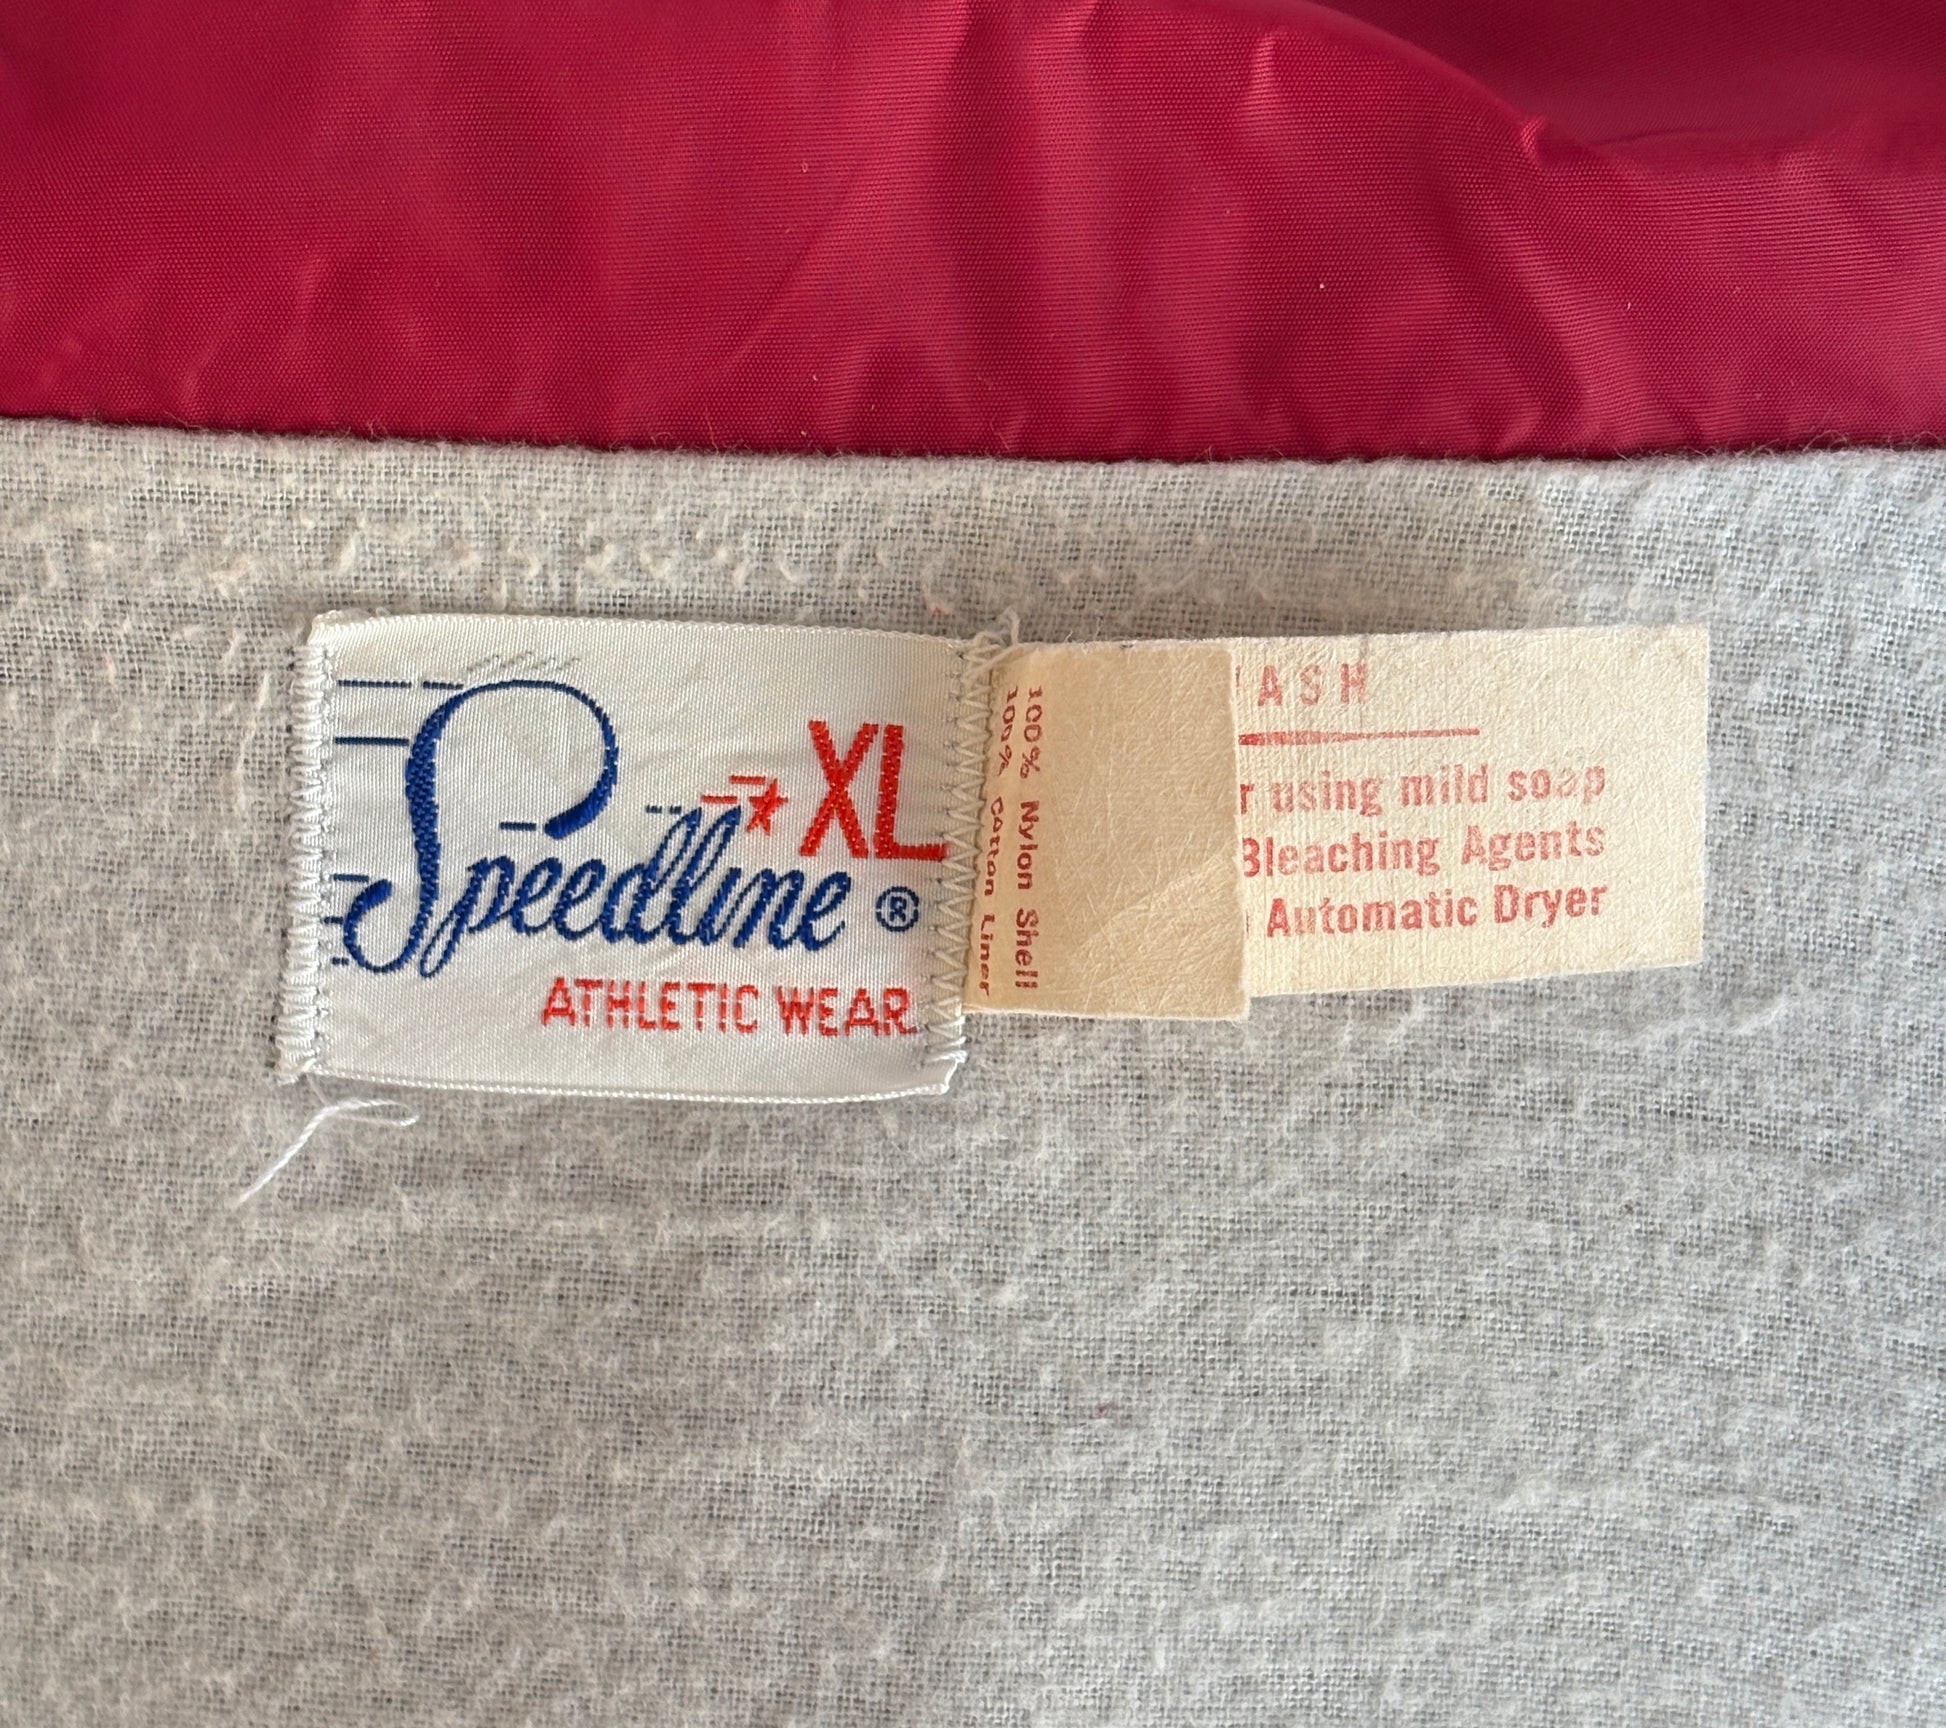 XL
Speedline ®
ATHLETIC WEAR
100% Nylon Shell
100% Cotton Liner
ASH
using mild soap
Bleaching Agents
Automatic Dryer